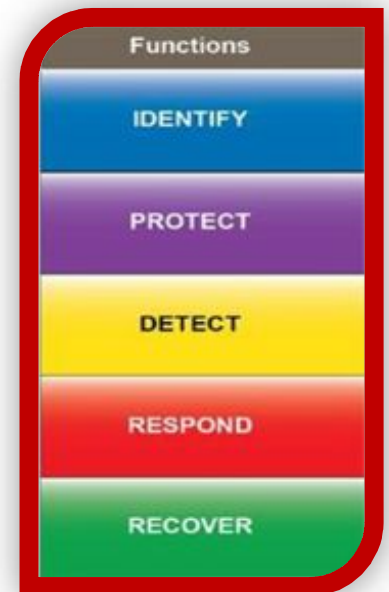 Functions
IDENTIFY
PROTECT
DETECT
RESPOND
RECOVER